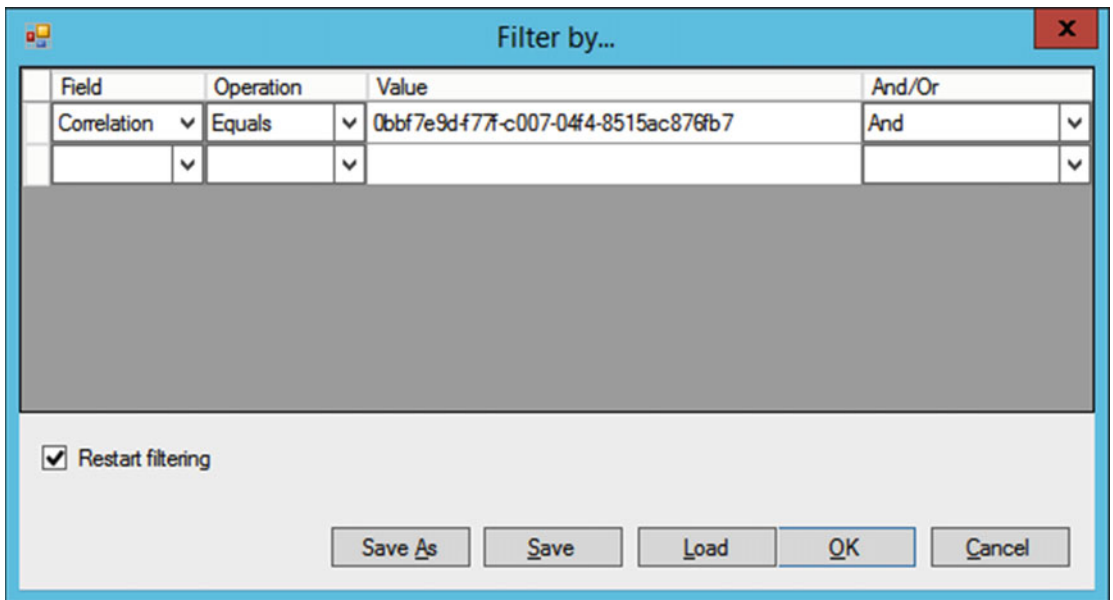 Filter by...
x
Field Operation Value And/Or
Correlation Equals 0bbf7e9d-f77f-c007-04f4-8515ac876fb7 And
Restart filtering
Save As Save Load OK Cancel